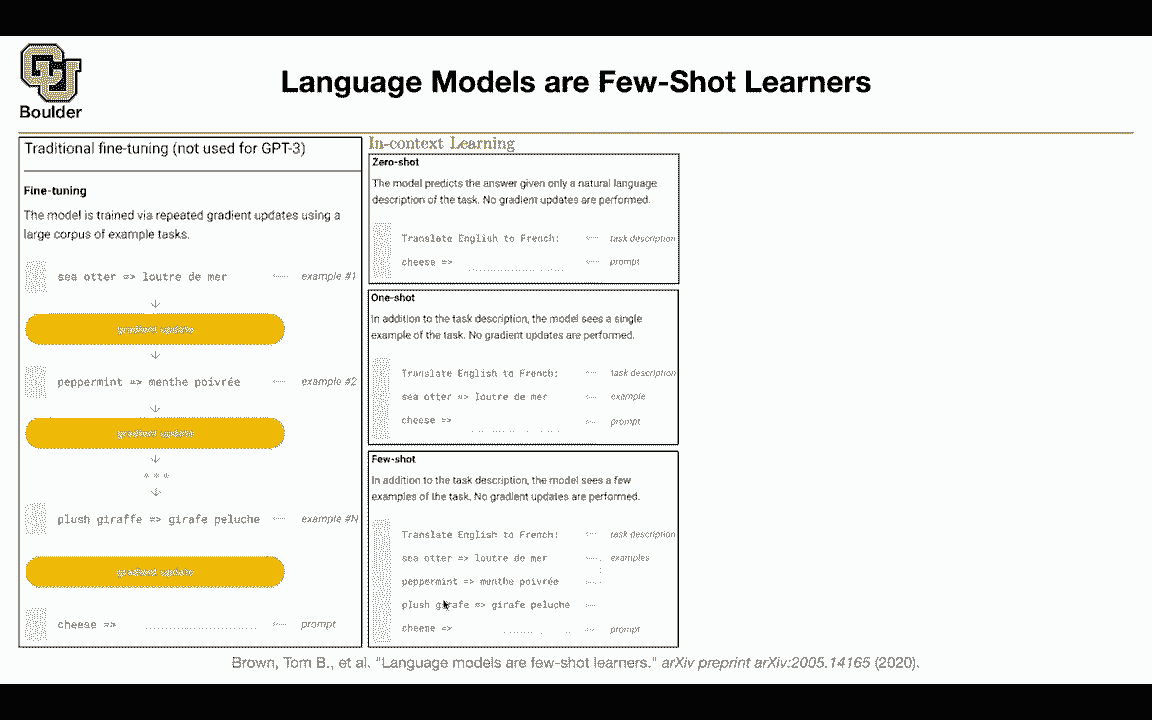 Boulder
Language Models are Few-Shot Learners
Traditional fine-tuning (not used for GPT-3)
Fine-tuning
The model is trained via repeated gradient updates using a
large corpus of example tasks.
sea otter => loutre de mer example #1
gradient update
peppermint => menthe poivrée example #2
gradient update
plush giraffe => girafe peluche example #N
gradient update
cheese => prompt
In-context Learning
Zero-shot
The model predicts the answer given only a natural language
description of the task. No gradient updates are performed.
Translate English to French: task description
cheese => prompt
One-shot
In addition to the task description, the model sees a single
example of the task. No gradient updates are performed.
Translate English to French: task description
sea otter => loutre de mer example
cheese => prompt
Few-shot
In addition to the task description, the model sees a few
examples of the task. No gradient updates are performed.
Translate English to French: task description
sea otter => loutre de mer examples
peppermint => menthe poivrée
plush girafe => girafe peluche
cheese => prompt
Brown, Tom B., et al. "Language models are few-shot learners." arXiv preprint arXiv:2005.14165 (2020).